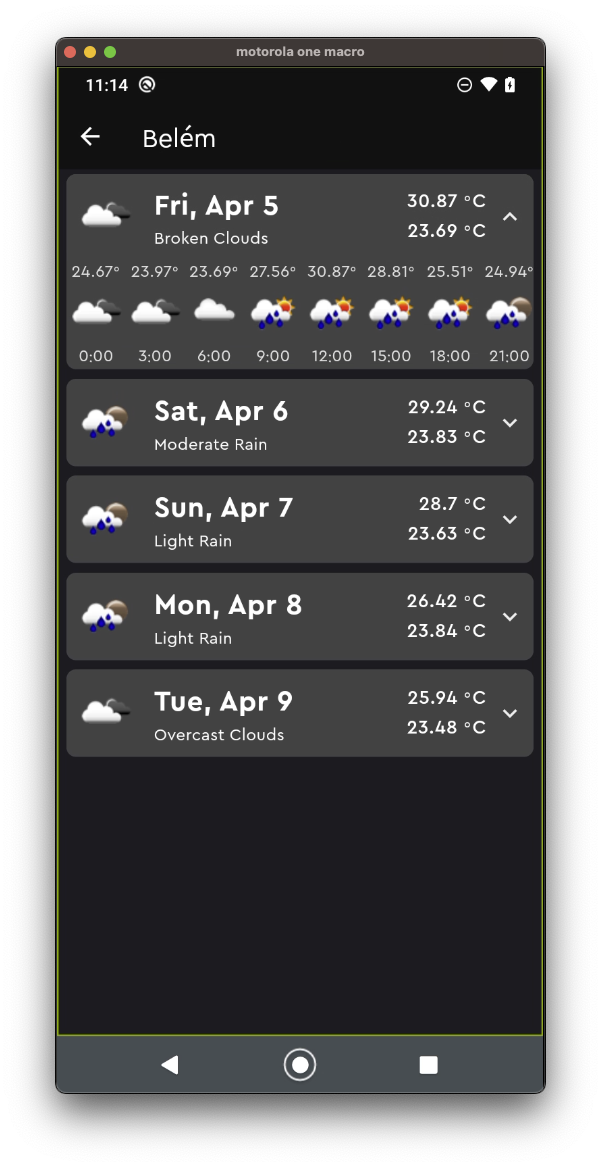 motorola one macro
11:14
Belém
Fri, Apr 5
30.87 °C
Broken Clouds
23.69 °C
24.67° 23.97° 23.69° 27.56° 30.87° 28.81° 25.51° 24.94°
0:00 3:00 6:00 9:00 12:00 15:00 18:00 21:00
Sat, Apr 6
29.24 °C
Moderate Rain
23.83 °C
Sun, Apr 7
28.7 °C
Light Rain
23.63 °C
Mon, Apr 8
26.42 °C
Light Rain
23.84 °C
Tue, Apr 9
25.94 °C
Overcast Clouds
23.48 °C